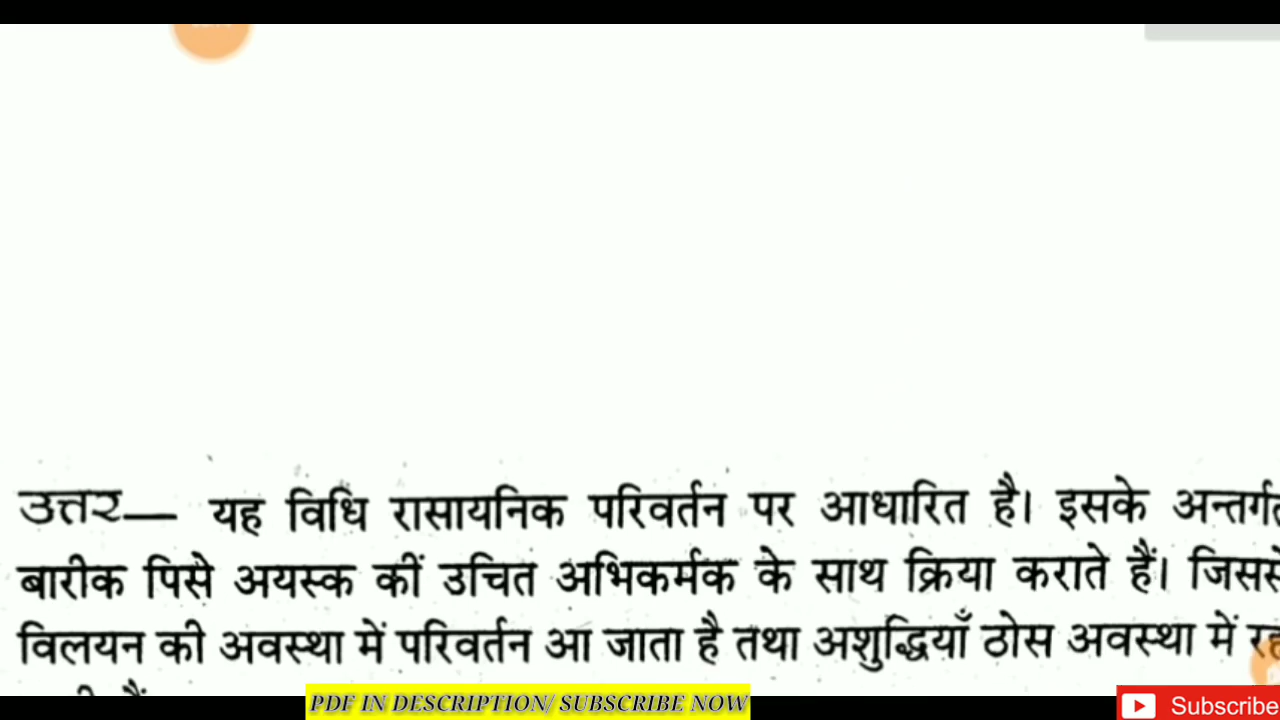 उत्तर— यह विधि रासायनिक परिवर्तन पर आधारित है। इसके अन्तर्गत
बारीक पिसे अयस्क कीं उचित अभिकर्मक के साथ क्रिया कराते हैं। जिससे
विलयन की अवस्था में परिवर्तन आ जाता है तथा अशुद्धियाँ ठोस अवस्था में
PDF IN DESCRIPTION/ SUBSCRIBE NOW
Subscribe